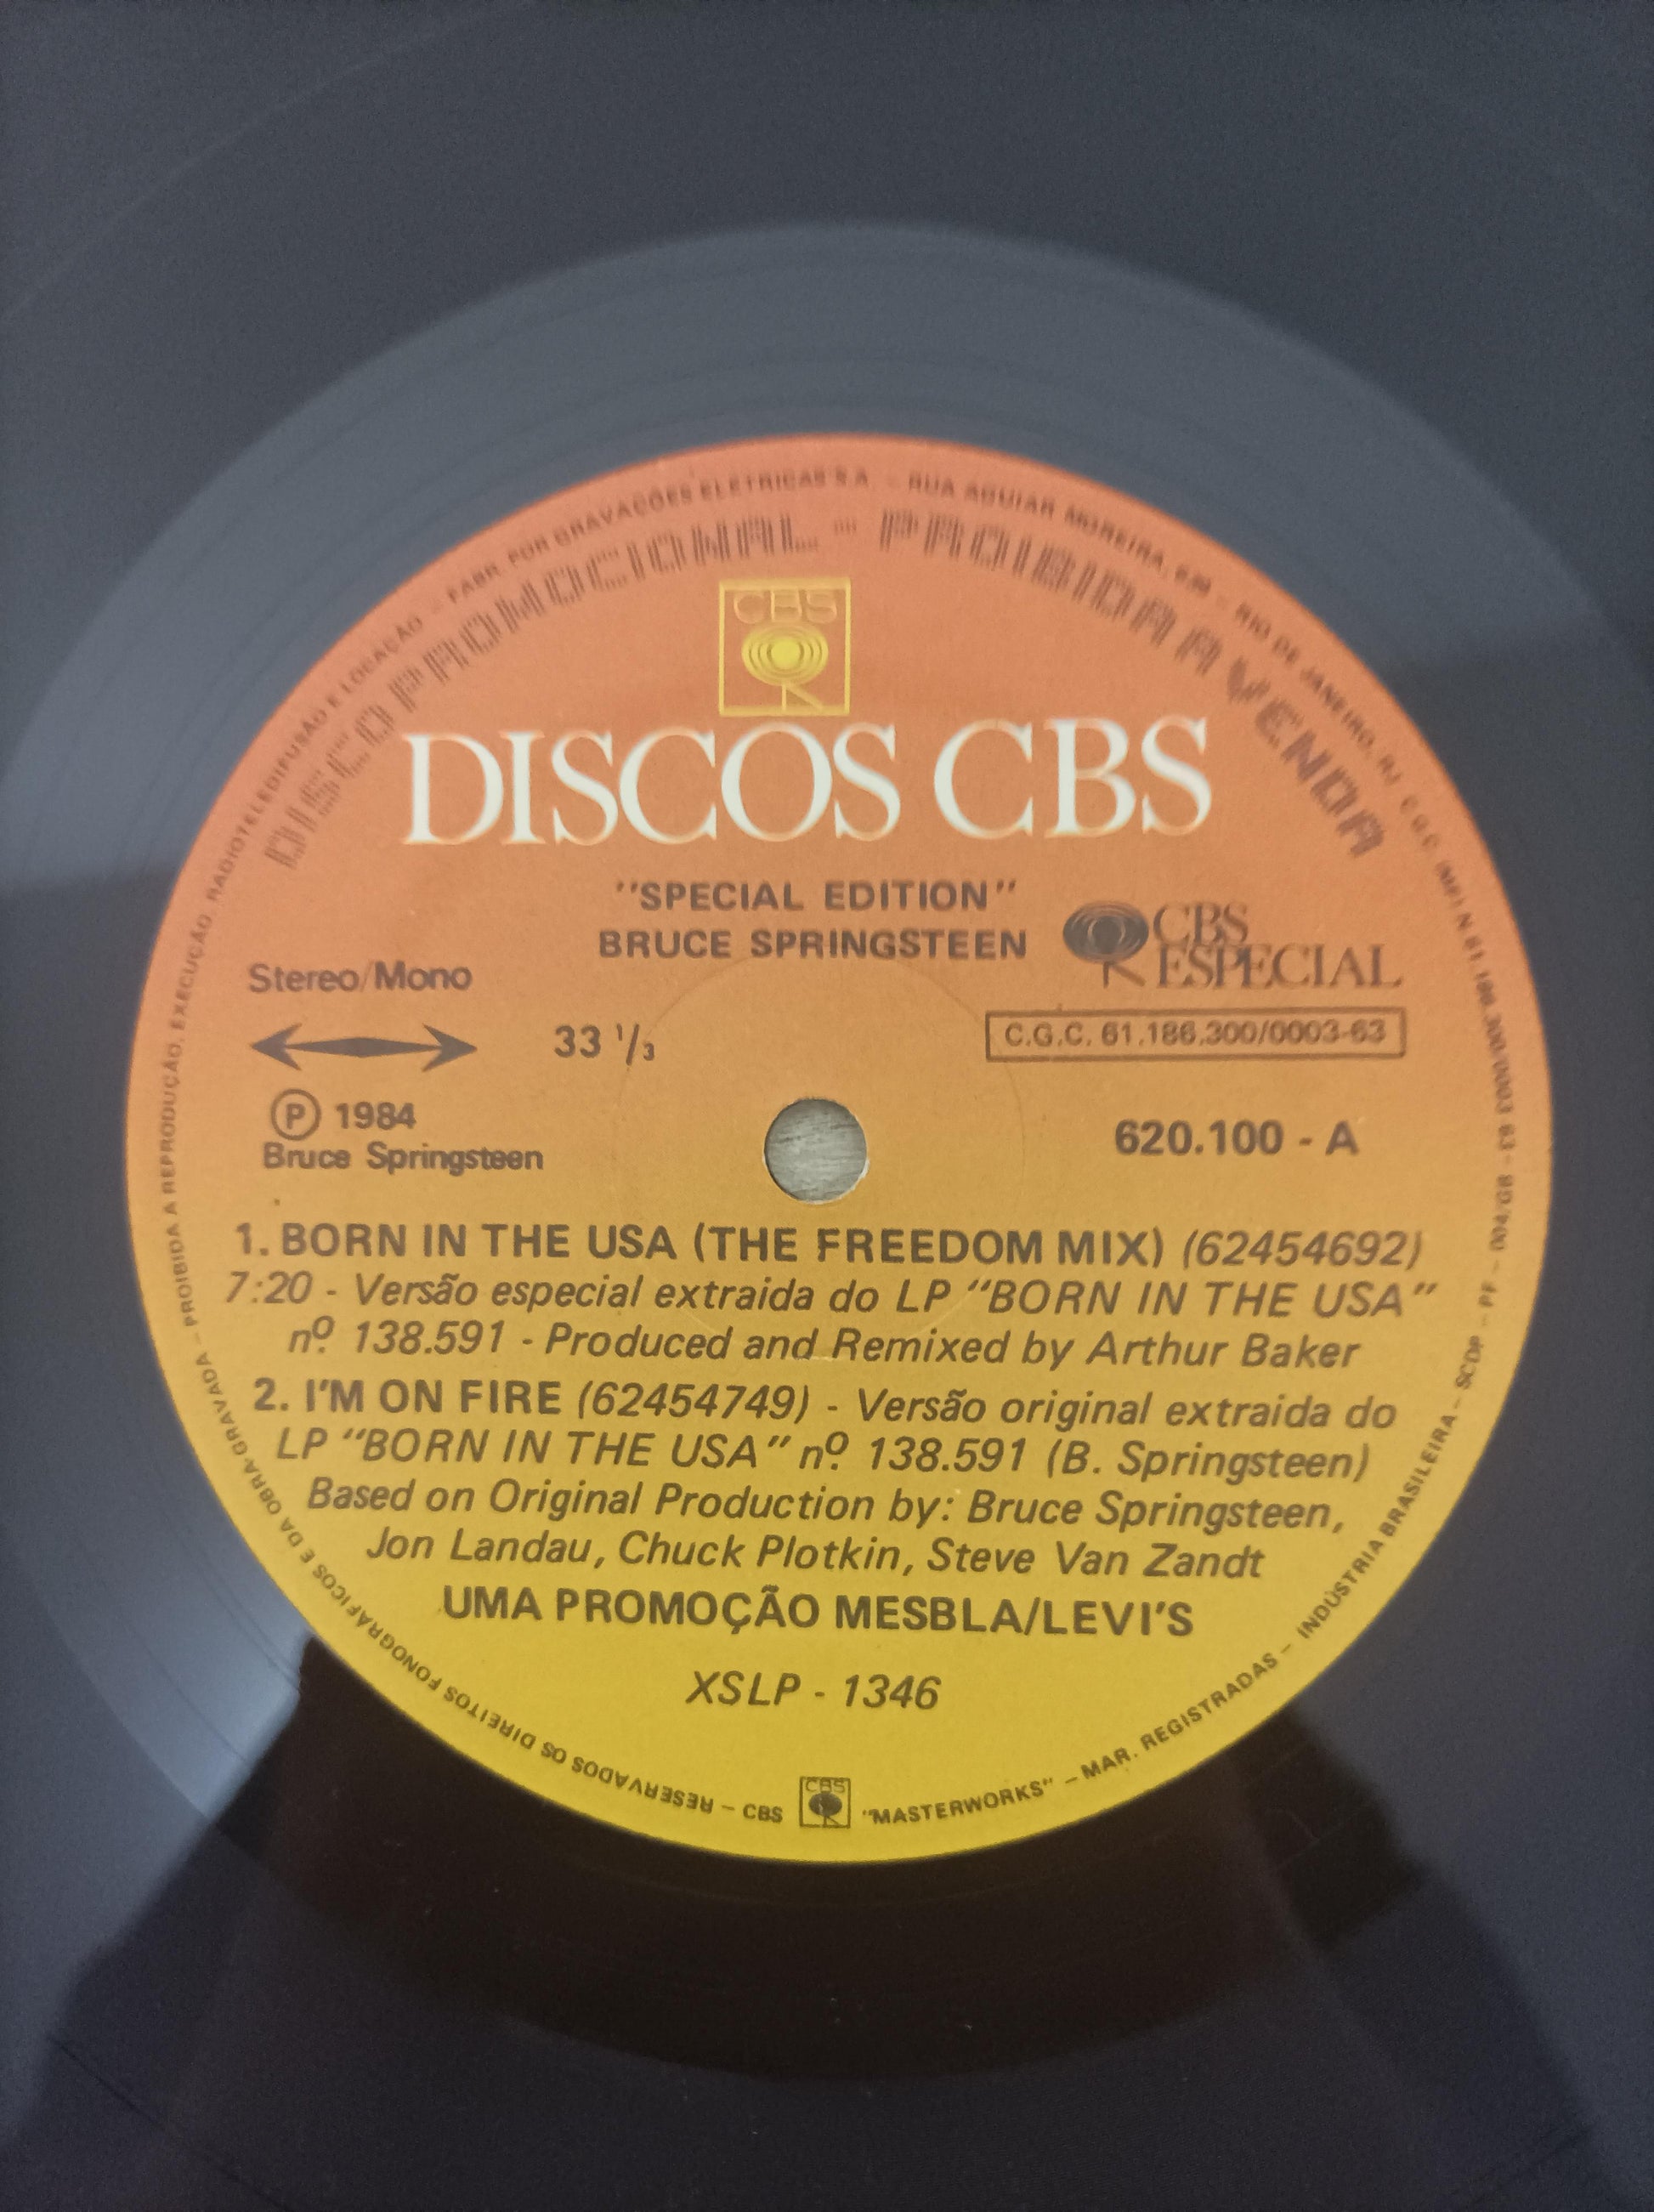 FABR. POR GRAVAÇÕES ELETRICAS S.A. – RUA AGUIAR MOREIRA, – RIO DE JANEIRO, RJ
DISCO PROMOCIONAL - PROIBIDA A VENDA
CBS
DISCOS CBS
"SPECIAL EDITION"
BRUCE SPRINGSTEEN
CBS
ESPECIAL
Stereo/Mono
33 1/3
C.G.C. 61.186.300/0003-63
Ⓟ 1984
Bruce Springsteen
620.100 - A
1. BORN IN THE USA (THE FREEDOM MIX) (62454692)
7:20 - Versão especial extraida do LP "BORN IN THE USA"
nº 138.591 - Produced and Remixed by Arthur Baker
2. I'M ON FIRE (62454749) - Versão original extraida do
LP "BORN IN THE USA" nº 138.591 (B. Springsteen)
Based on Original Production by: Bruce Springsteen,
Jon Landau, Chuck Plotkin, Steve Van Zandt
UMA PROMOÇÃO MESBLA/LEVI'S
XSLP - 1346
RESERVADOS OS DIREITOS FONOGRÁFICOS E DA OBRA-GRAVADA – PROIBIDA A REPRODUÇÃO, EXECUÇÃO, RADIOTELEDIFUSÃO E LOCAÇÃO –
– CBS CBS "MASTERWORKS" – MAR. REGISTRADAS – INDÚSTRIA BRASILEIRA – SCDP – PF –